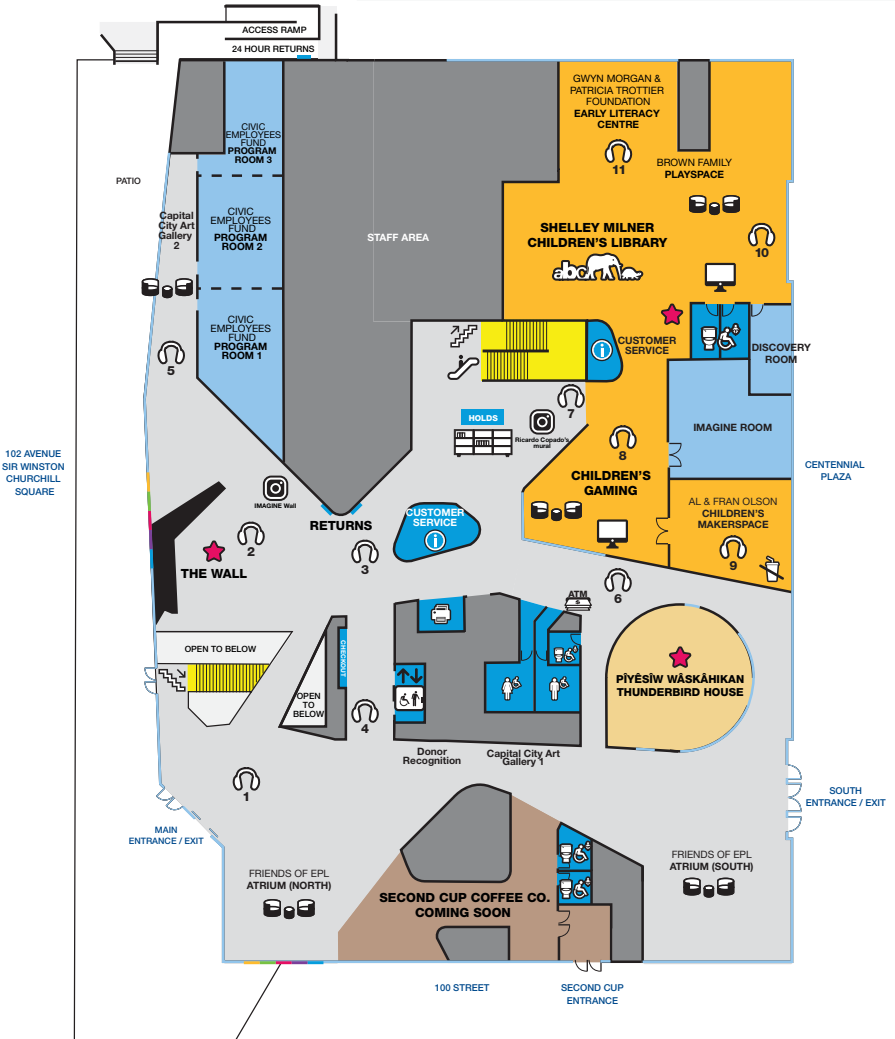 ACCESS RAMP
24 HOUR RETURNS
PATIO
CIVIC
EMPLOYEES
FUND
PROGRAM
ROOM 3
Capital
City Art
Gallery
2
CIVIC
EMPLOYEES
FUND
PROGRAM
ROOM 2
CIVIC
EMPLOYEES
FUND
PROGRAM
ROOM 1
5
STAFF AREA
GWYN MORGAN &
PATRICIA TROTTIER
FOUNDATION
EARLY LITERACY
CENTRE
11
BROWN FAMILY
PLAYSPACE
10
SHELLEY MILNER
CHILDREN'S LIBRARY
abc
CUSTOMER
SERVICE
i
DISCOVERY
ROOM
IMAGINE ROOM
7
HOLDS
Ricardo Copado's
mural
8
CHILDREN'S
GAMING
AL & FRAN OLSON
CHILDREN'S
MAKERSPACE
9
102 AVENUE
SIR WINSTON
CHURCHILL
SQUARE
CENTENNIAL
PLAZA
IMAGINE Wall
RETURNS
CUSTOMER
SERVICE
i
2
3
THE WALL
6
ATM
OPEN TO BELOW
CHECKOUT
OPEN
TO
BELOW
4
PÎYÊSÎW WÂSKÂHIKAN
THUNDERBIRD HOUSE
Donor
Recognition
Capital City Art
Gallery 1
1
MAIN
ENTRANCE / EXIT
SOUTH
ENTRANCE / EXIT
FRIENDS OF EPL
ATRIUM (NORTH)
SECOND CUP COFFEE CO.
COMING SOON
FRIENDS OF EPL
ATRIUM (SOUTH)
100 STREET
SECOND CUP
ENTRANCE